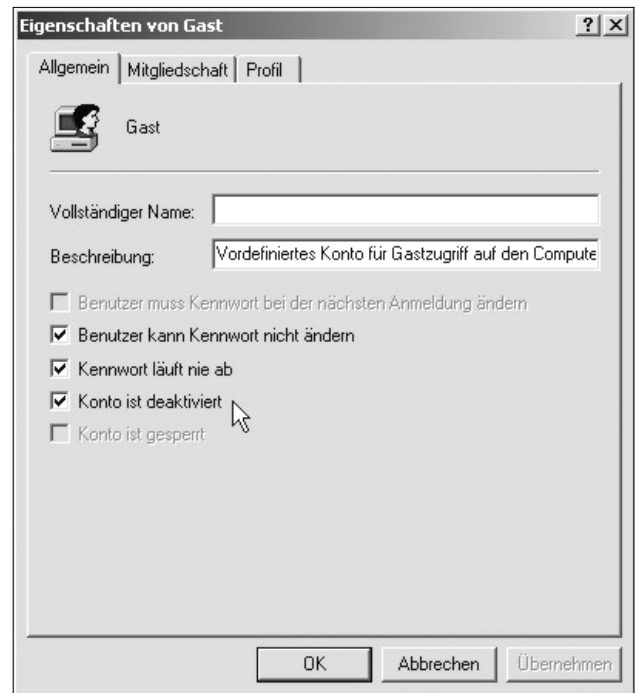 Eigenschaften von Gast
Allgemein Mitgliedschaft Profil
Gast
Vollständiger Name:
Beschreibung: Vordefiniertes Konto für Gastzugriff auf den Compute
Benutzer muss Kennwort bei der nächsten Anmeldung ändern
Benutzer kann Kennwort nicht ändern
Kennwort läuft nie ab
Konto ist deaktiviert
Konto ist gesperrt
OK Abbrechen Übernehmen